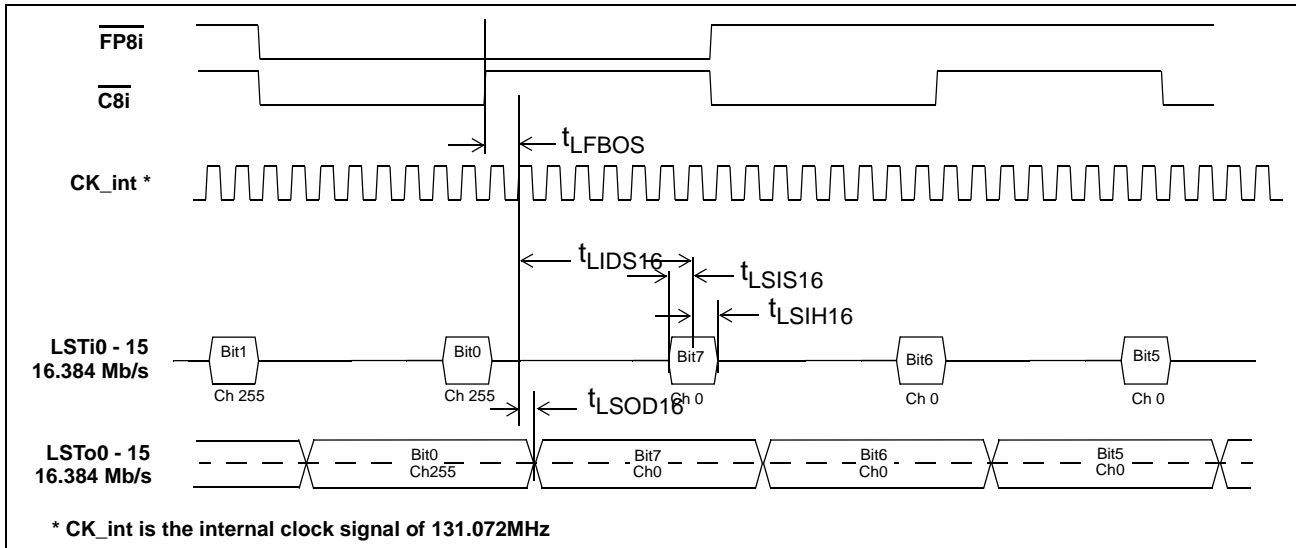 FP8i
C8i
tLFBOS
CK_int *
tLIDS16
tLSIS16
tLSIH16
LSTi0 - 15
16.384 Mb/s
Bit1
Ch 255
Bit0
Ch 255
Bit7
Ch 0
Bit6
Ch 0
Bit5
Ch 0
tLSOD16
LSTo0 - 15
16.384 Mb/s
Bit0
Ch255
Bit7
Ch0
Bit6
Ch0
Bit5
Ch0
* CK_int is the internal clock signal of 131.072MHz